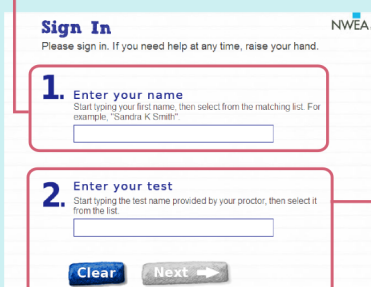 Sign In
NWEA
Please sign in. If you need help at any time, raise your hand.
1. Enter your name
Start typing your first name, then select from the matching list. For
example, "Sandra K Smith".
2. Enter your test
Start typing the test name provided by your proctor, then select it
from the list.
Clear
Next